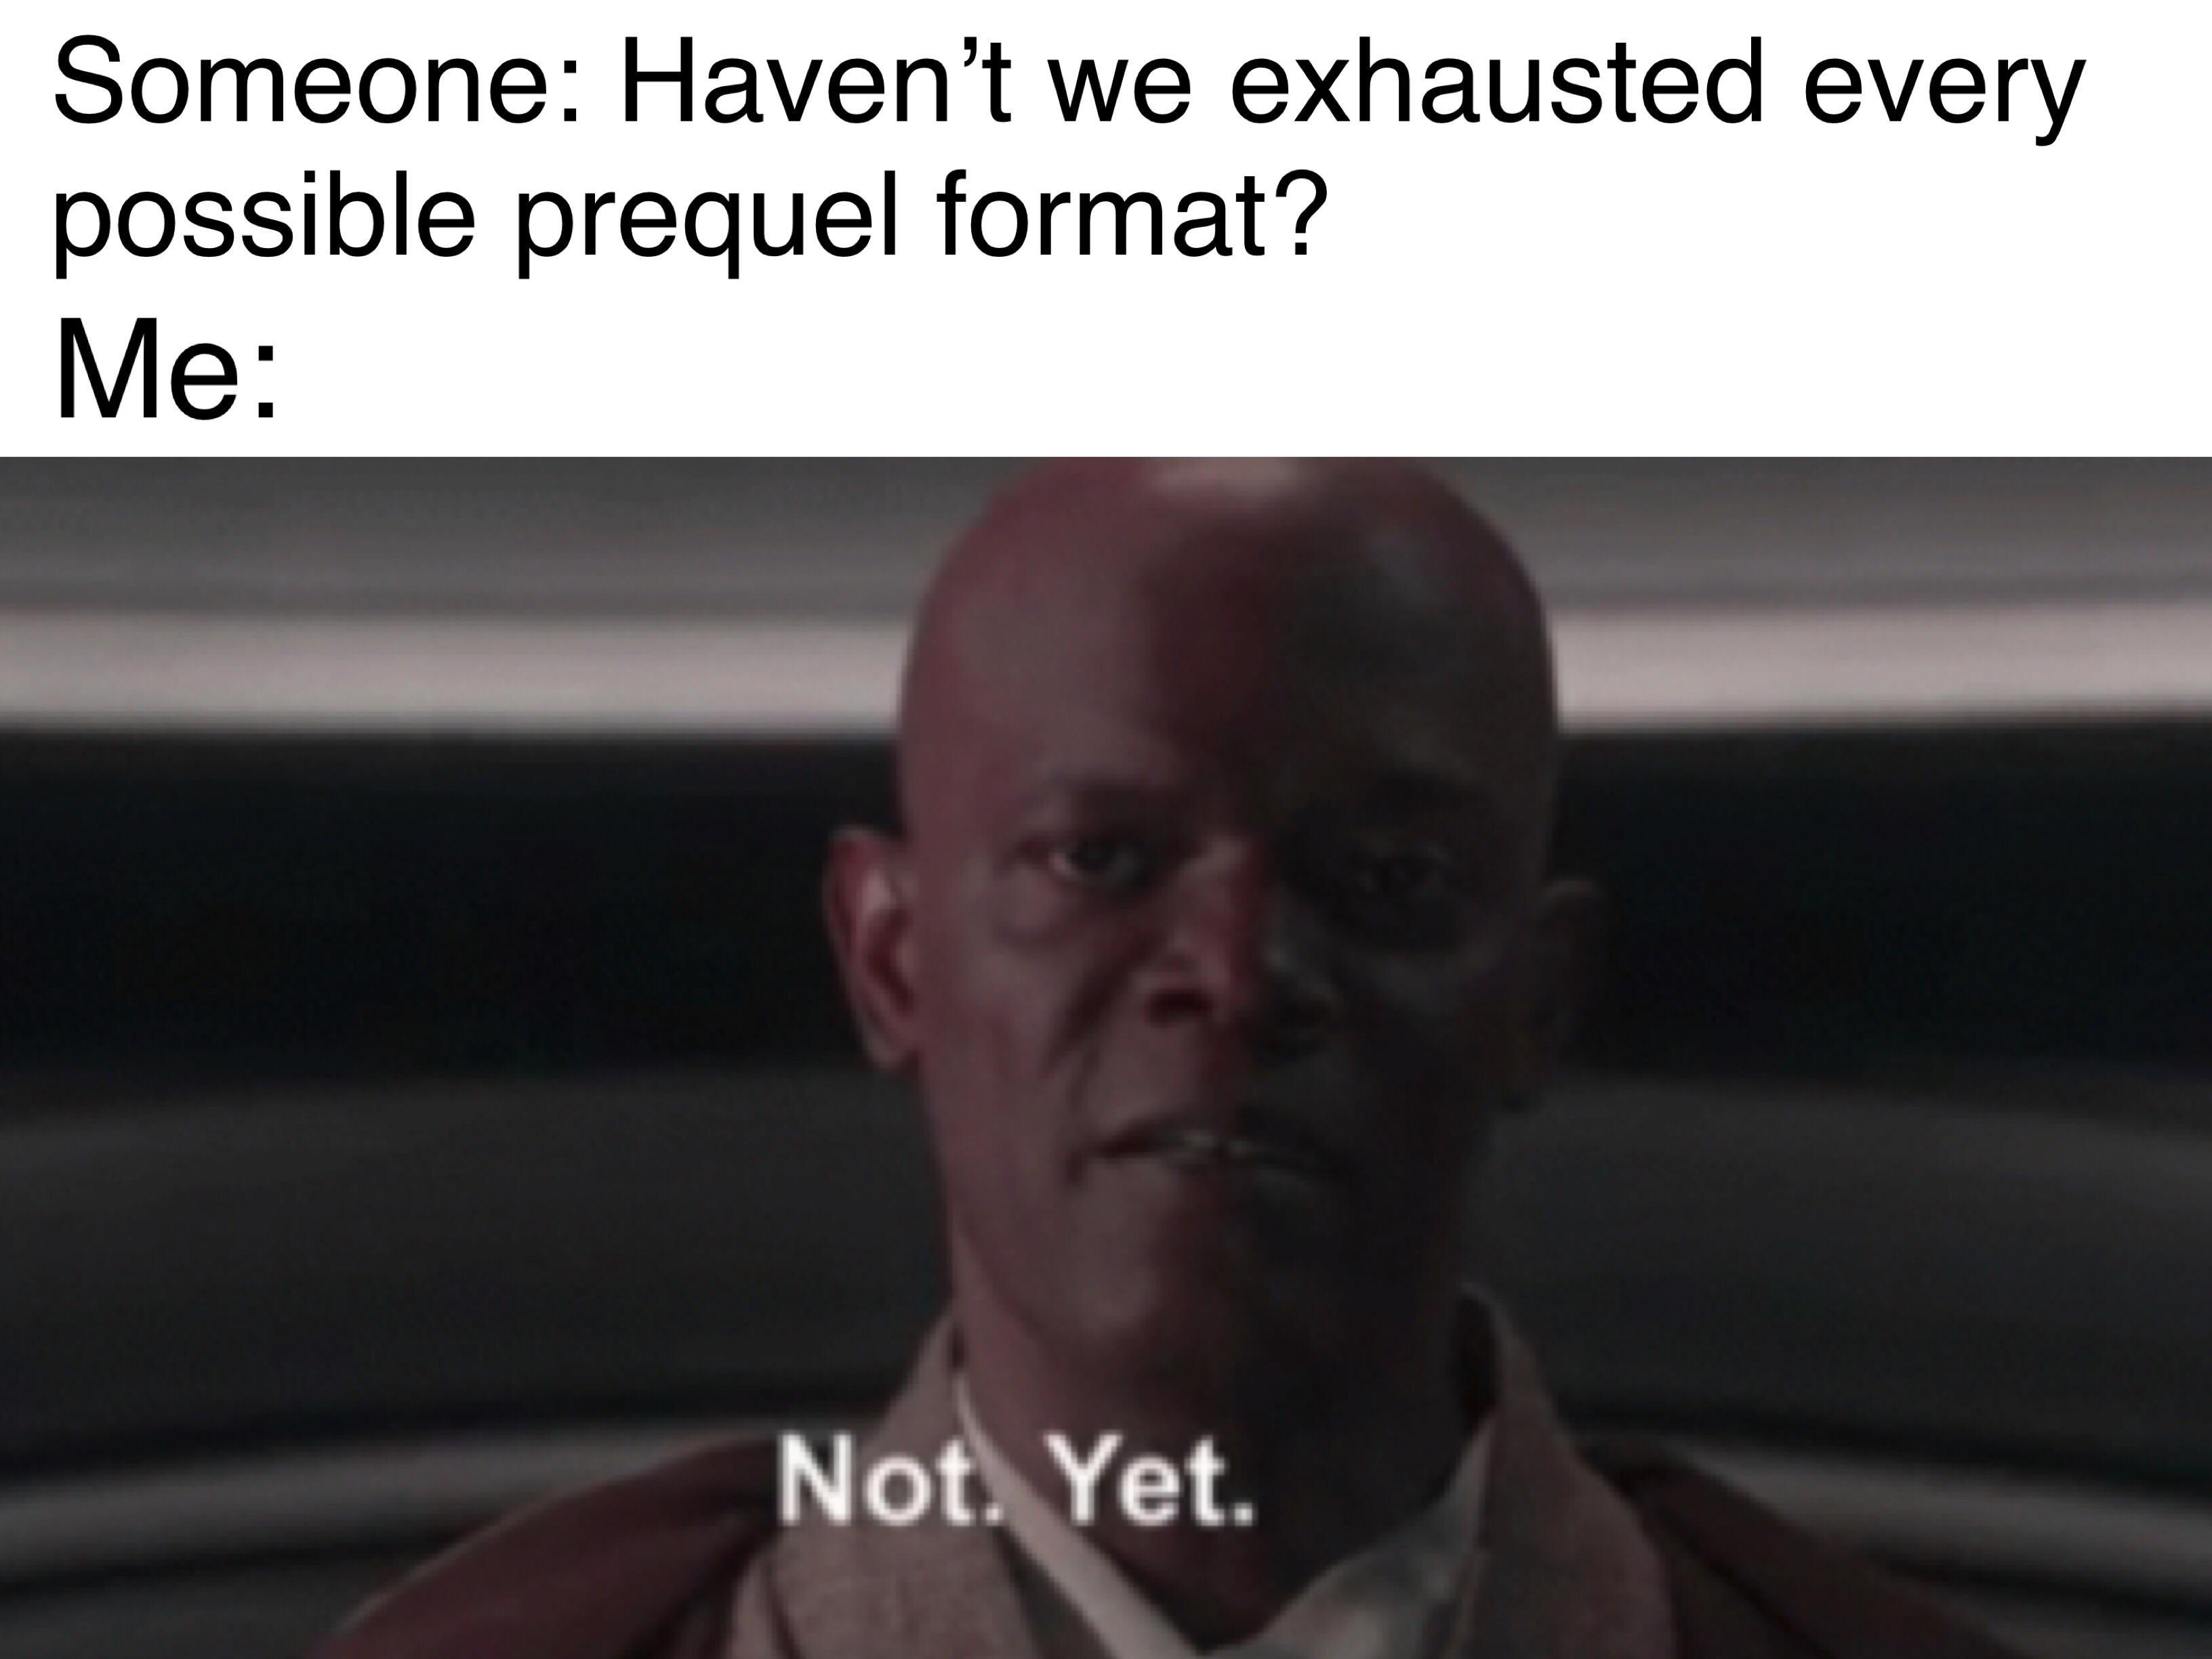 Someone: Haven’t we exhausted every
possible prequel format?
Me:
Not. Yet.